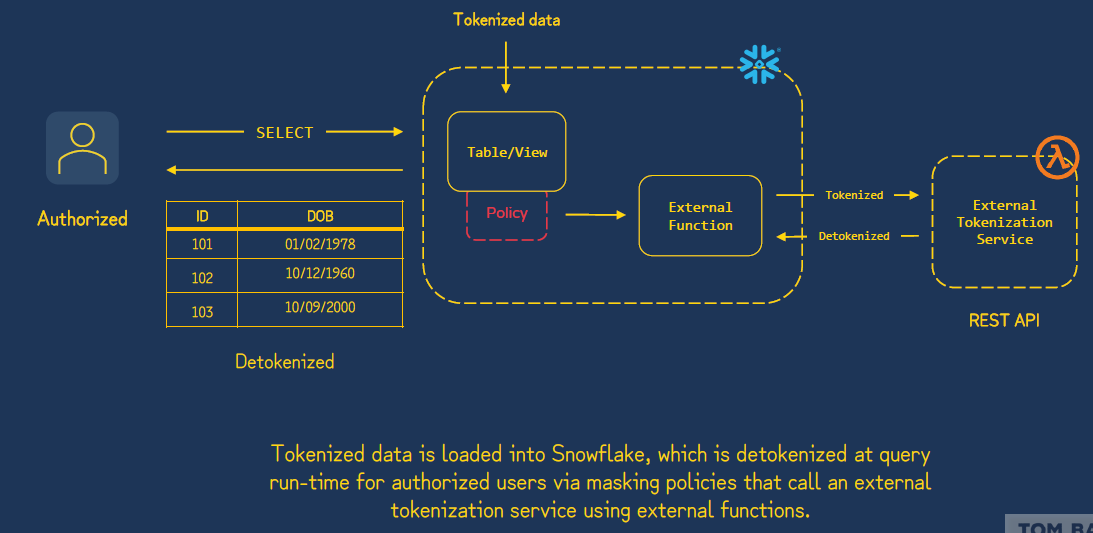 Tokenized data
SELECT
Table/View
Policy
External
Function
Tokenized
Detokenized
External
Tokenization
Service
REST API
Authorized
ID DOB
101 01/02/1978
102 10/12/1960
103 10/09/2000
Detokenized
Tokenized data is loaded into Snowflake, which is detokenized at query
run-time for authorized users via masking policies that call an external
tokenization service using external functions.
TOM BA